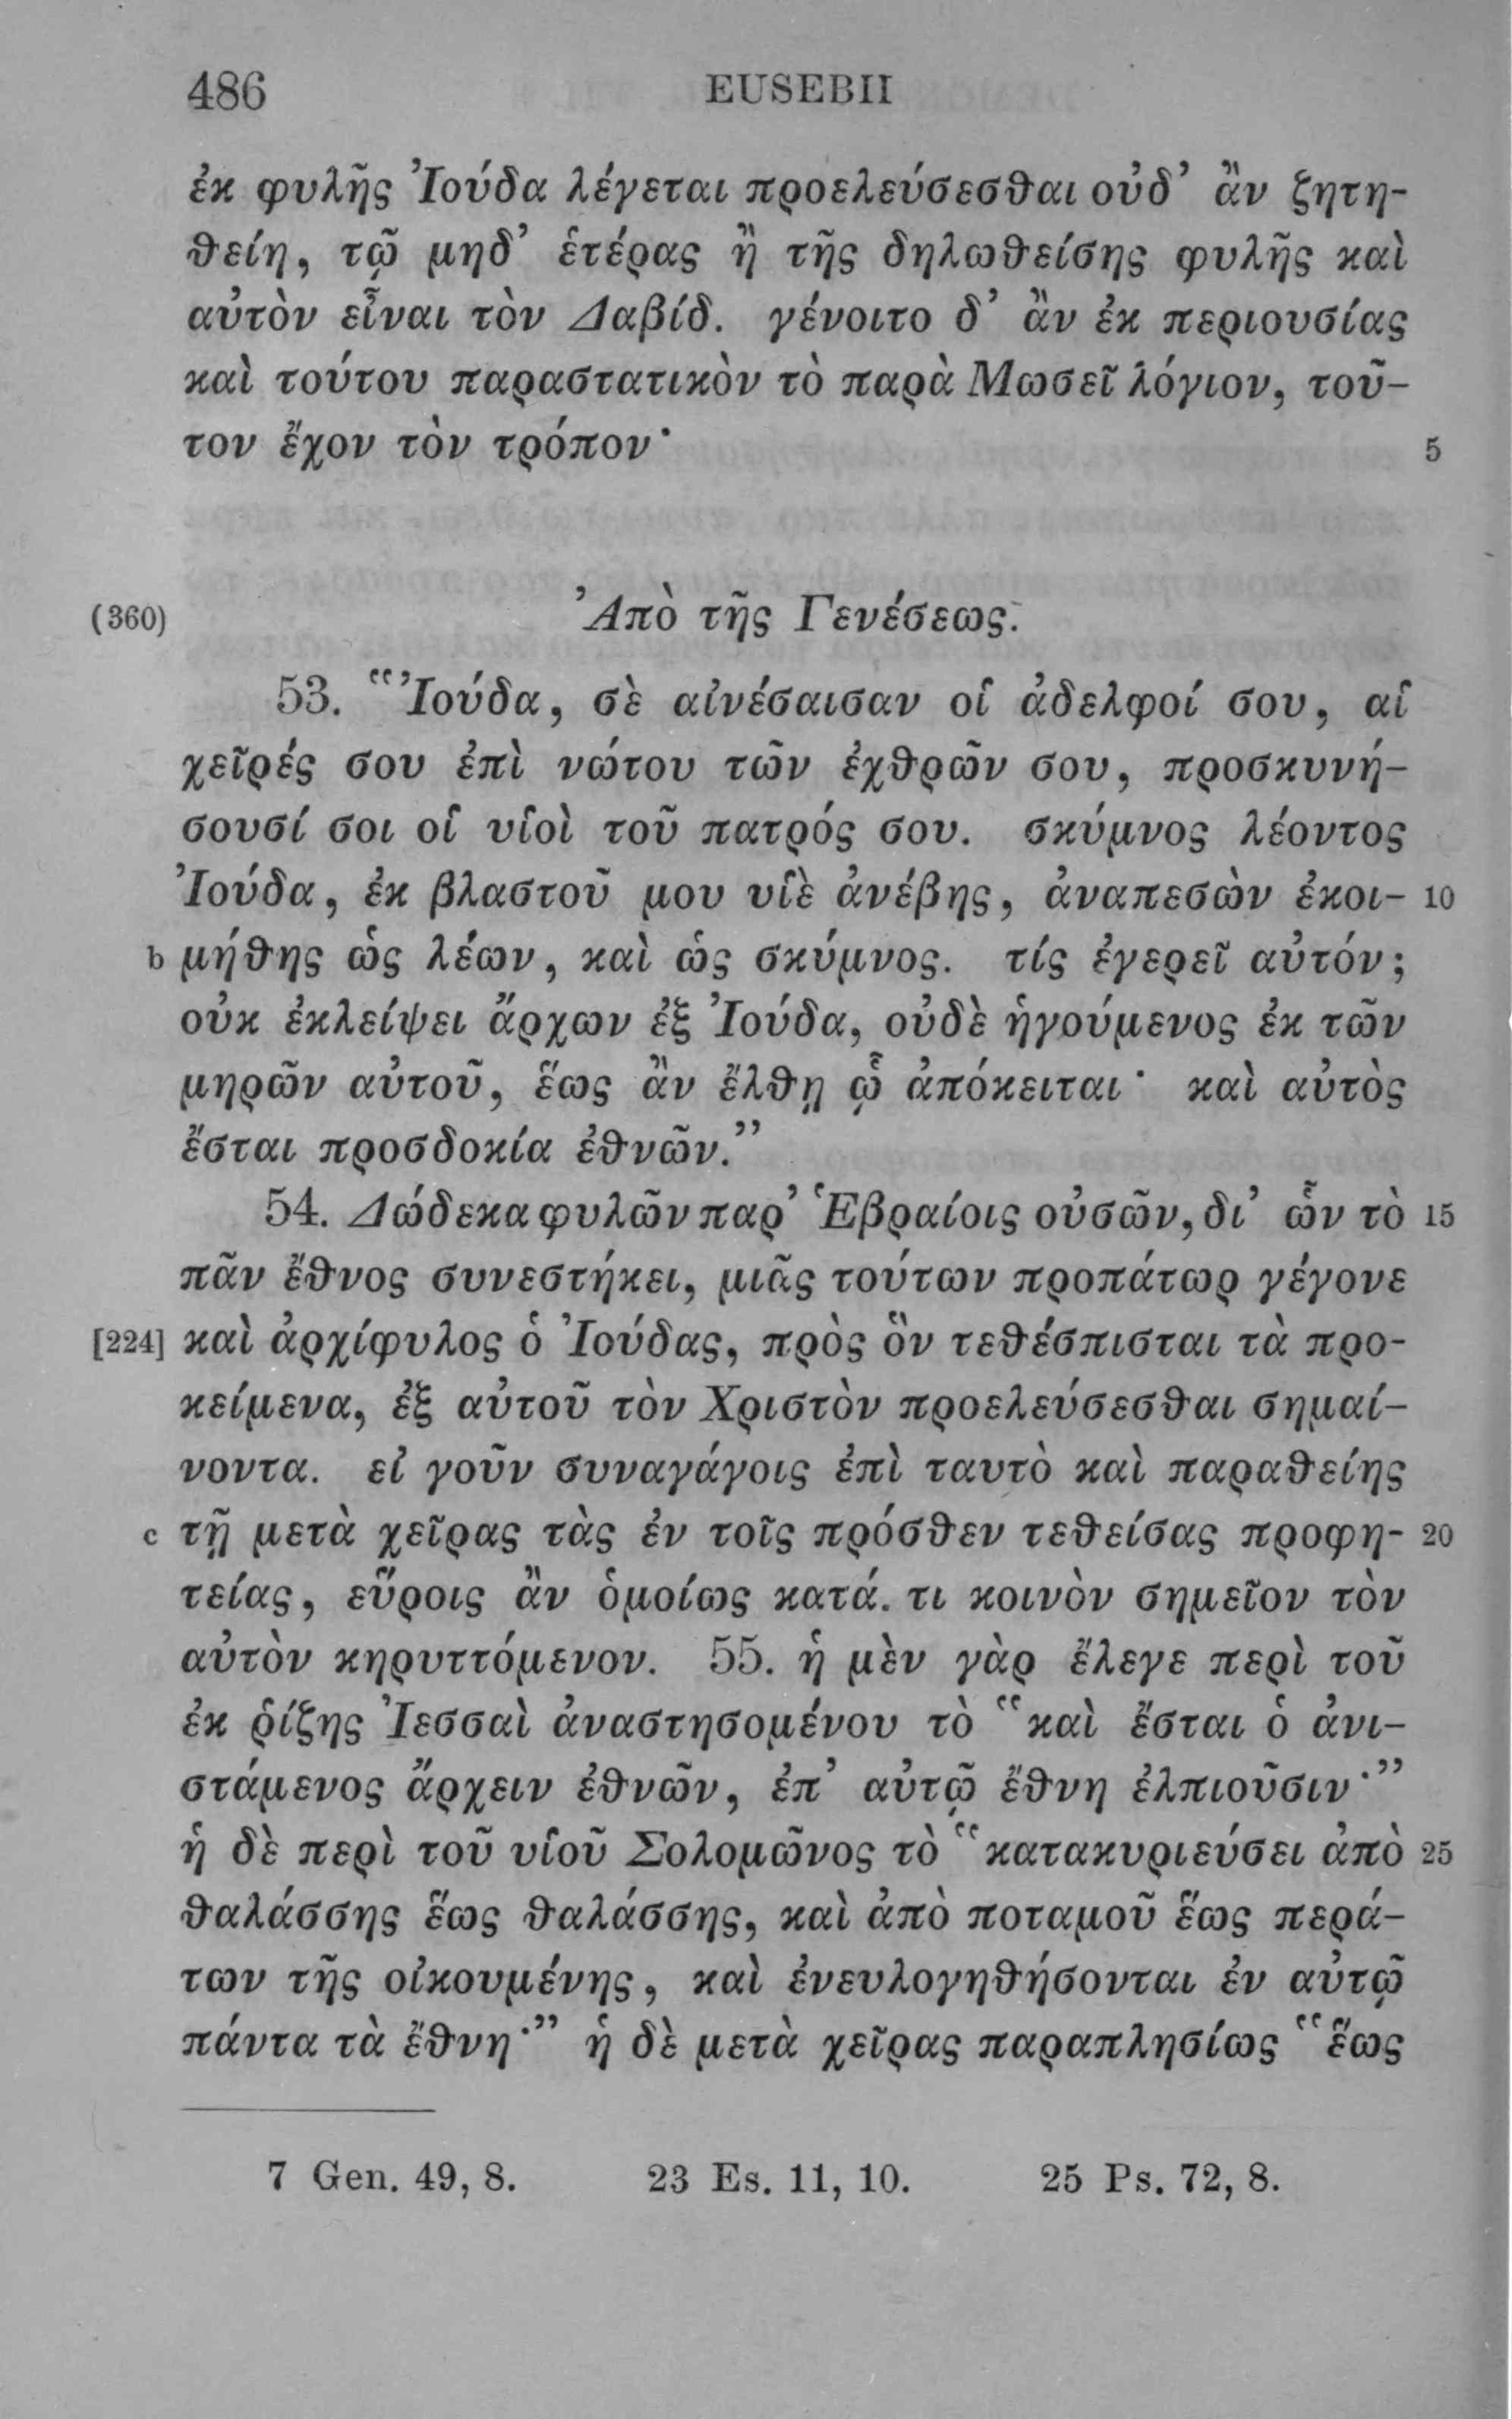 486 EUSEBII
ἐκ φυλῆς Ἰούδα λέγεται προελεύσεσθαι οὐδ’ ἂν ζητη-
θείη, τῷ μηδ’ ἑτέρας ἢ τῆς δηλωθείσης φυλῆς καὶ
αὐτὸν εἶναι τὸν Δαβίδ. γένοιτο δ’ ἂν ἐκ περιουσίας
καὶ τούτου παραστατικὸν τὸ παρὰ Μωσεῖ λόγιον, τοῦ-
τον ἔχον τὸν τρόπον· 5
(360) Ἀπὸ τῆς Γενέσεως.
53. “Ἰούδα, σὲ αἰνέσαισαν οἱ ἀδελφοί σου, αἱ
χεῖρές σου ἐπὶ νώτου τῶν ἐχθρῶν σου, προσκυνή-
σουσί σοι οἱ υἱοὶ τοῦ πατρός σου. σκύμνος λέοντος
Ἰούδα, ἐκ βλαστοῦ μου υἱὲ ἀνέβης, ἀναπεσὼν ἐκοι- 10
b μήθης ὡς λέων, καὶ ὡς σκύμνος. τίς ἐγερεῖ αὐτόν;
οὐκ ἐκλείψει ἄρχων ἐξ Ἰούδα, οὐδὲ ἡγούμενος ἐκ τῶν
μηρῶν αὐτοῦ, ἕως ἂν ἔλθῃ ᾧ ἀπόκειται· καὶ αὐτὸς
ἔσται προσδοκία ἐθνῶν.”
54. Δώδεκα φυλῶν παρ’ Ἑβραίοις οὐσῶν, δι’ ὧν τὸ 15
πᾶν ἔθνος συνεστήκει, μιᾶς τούτων προπάτωρ γέγονε
[224] καὶ ἀρχίφυλος ὁ Ἰούδας, πρὸς ὃν τεθέσπισται τὰ προ-
κείμενα, ἐξ αὐτοῦ τὸν Χριστὸν προελεύσεσθαι σημαί-
νοντα. εἰ γοῦν συναγάγοις ἐπὶ ταυτὸ καὶ παραθείης
c τῇ μετὰ χεῖρας τὰς ἐν τοῖς πρόσθεν τεθείσας προφη- 20
τείας, εὕροις ἂν ὁμοίως κατά. τι κοινὸν σημεῖον τὸν
αὐτὸν κηρυττόμενον. 55. ἡ μὲν γὰρ ἔλεγε περὶ τοῦ
ἐκ ῥίζης Ἰεσσαὶ ἀναστησομένου τὸ “καὶ ἔσται ὁ ἀνι-
στάμενος ἄρχειν ἐθνῶν, ἐπ’ αὐτῷ ἔθνη ἐλπιοῦσιν·”
ἡ δὲ περὶ τοῦ υἱοῦ Σολομῶνος τὸ “κατακυριεύσει ἀπὸ 25
θαλάσσης ἕως θαλάσσης, καὶ ἀπὸ ποταμοῦ ἕως περά-
των τῆς οἰκουμένης, καὶ ἐνευλογηθήσονται ἐν αὐτῷ
πάντα τὰ ἔθνη·” ἡ δὲ μετὰ χεῖρας παραπλησίως “ἕως
7 Gen. 49, 8. 23 Es. 11, 10. 25 Ps. 72, 8.